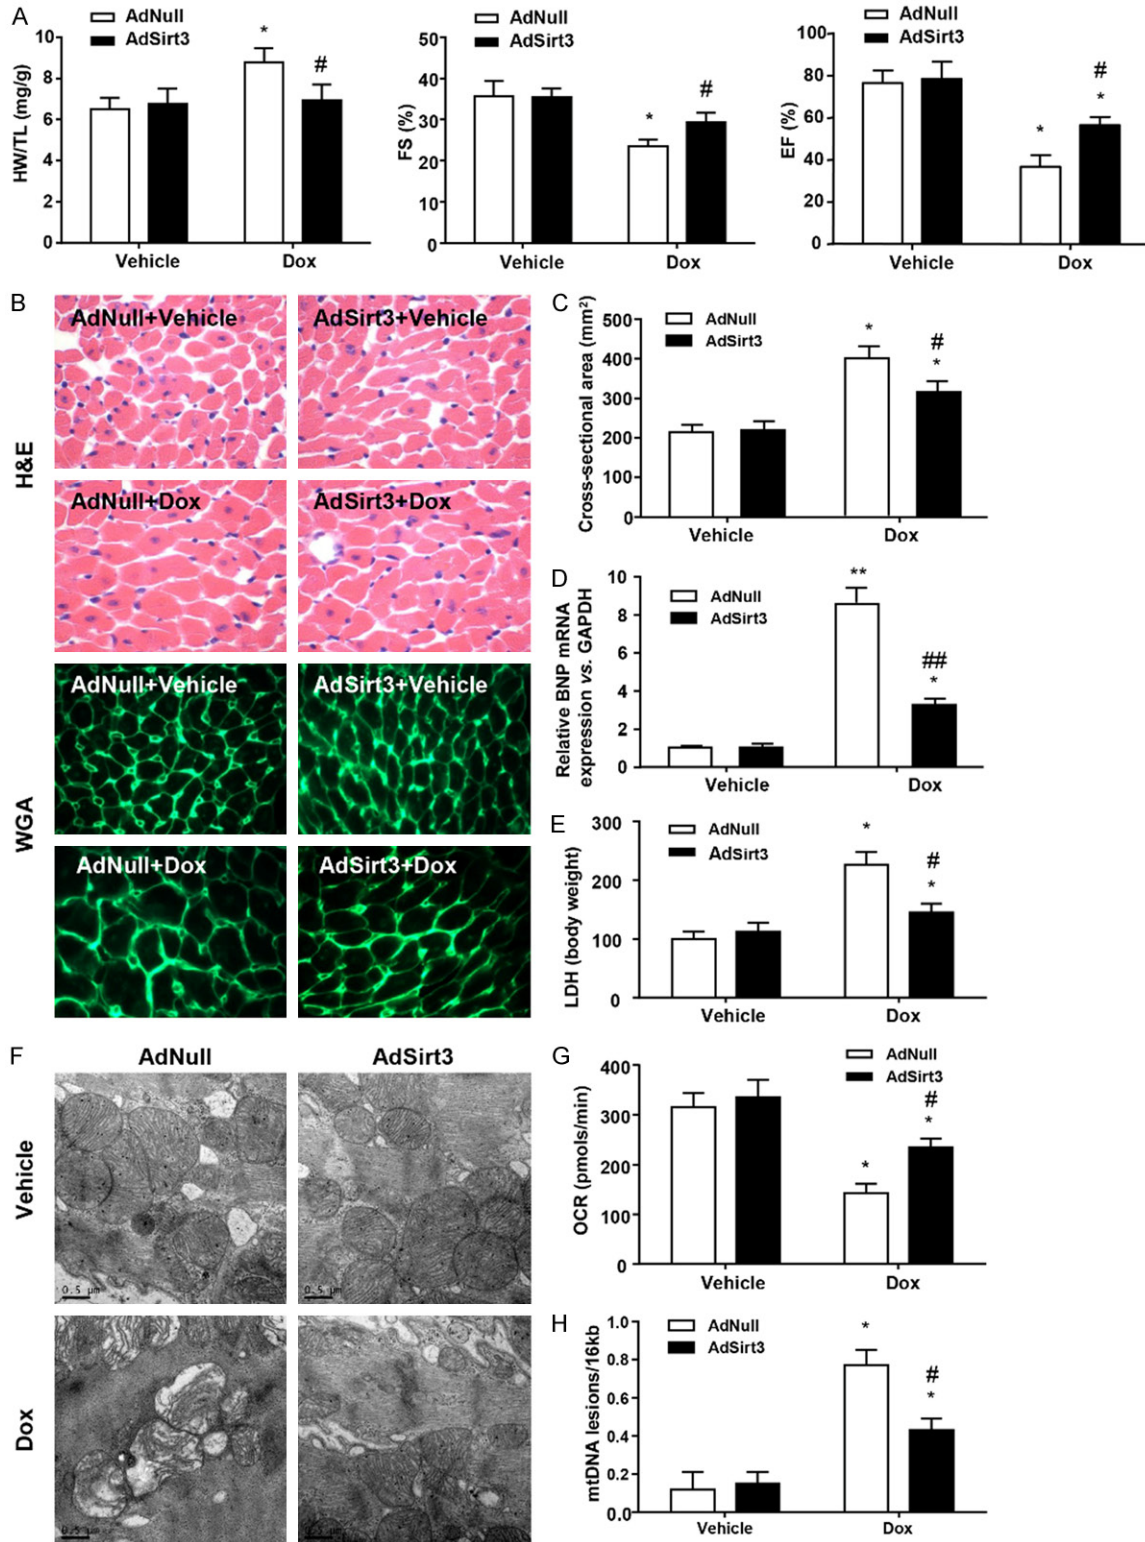 A
AdNull
AdSirt3
HW/TL (mg/g)
10
8
6
4
2
0
*
#
Vehicle
Dox
AdNull
AdSirt3
FS (%)
50
40
30
20
10
0
*
#
Vehicle
Dox
AdNull
AdSirt3
EF (%)
100
80
60
40
20
0
*
#
*
Vehicle
Dox
B
H&E
AdNull+Vehicle
AdSirt3+Vehicle
AdNull+Dox
AdSirt3+Dox
WGA
AdNull+Vehicle
AdSirt3+Vehicle
AdNull+Dox
AdSirt3+Dox
C
AdNull
AdSirt3
Cross-sectional area (mm²)
500
400
300
200
100
0
*
#
*
Vehicle
Dox
D
AdNull
AdSirt3
Relative BNP mRNA
expression vs. GAPDH
10
8
6
4
2
0
**
##
*
Vehicle
Dox
E
AdNull
AdSirt3
LDH (body weight)
300
200
100
0
*
#
*
Vehicle
Dox
F
AdNull
AdSirt3
Vehicle
0.5 µm
0.5 µm
Dox
0.5 µm
0.5 µm
G
AdNull
AdSirt3
OCR (pmols/min)
400
300
200
100
0
*
#
*
Vehicle
Dox
H
AdNull
AdSirt3
mtDNA lesions/16kb
1.0
0.8
0.6
0.4
0.2
0.0
*
#
*
Vehicle
Dox